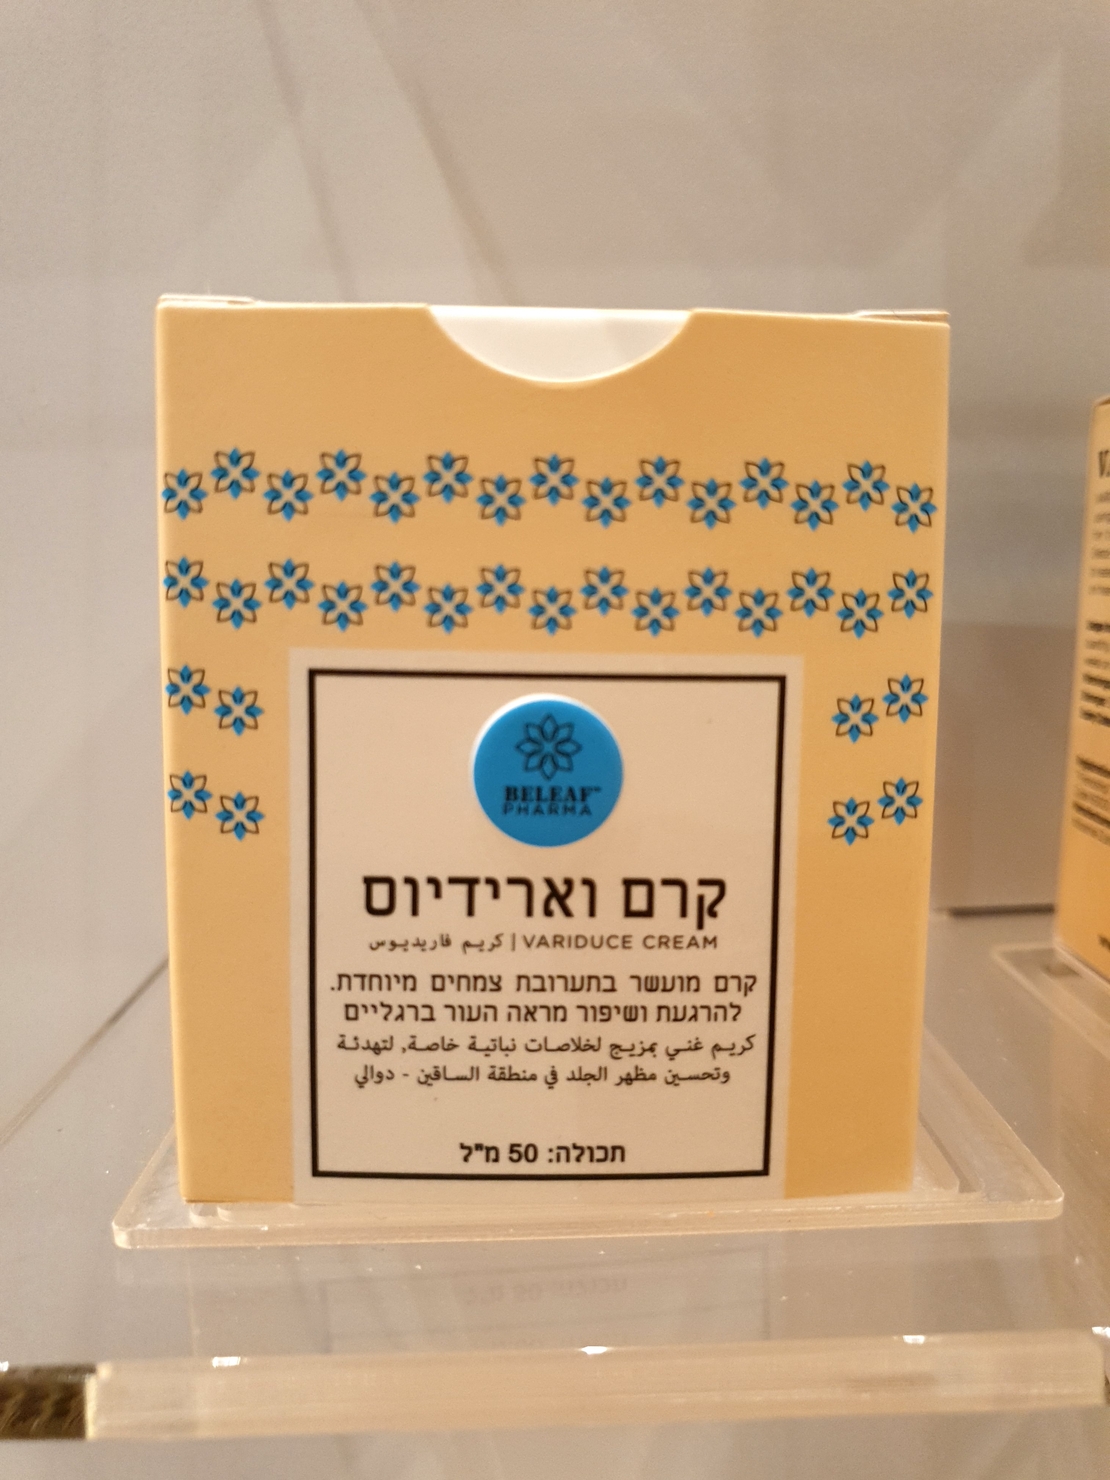 BELEAF™
PHARMA
קרם וארידיוס
كريم فاريديوس | VARIDUCE CREAM
קרם מועשר בתערובת צמחים מיוחדת.
להרגעת ושיפור מראה העור ברגליים
كريم غني بمزيج لخلاصات نباتية خاصة, لتهدئة
وتحسين مظهر الجلد في منطقة الساقين - دوالي
תכולה: 50 מ"ל